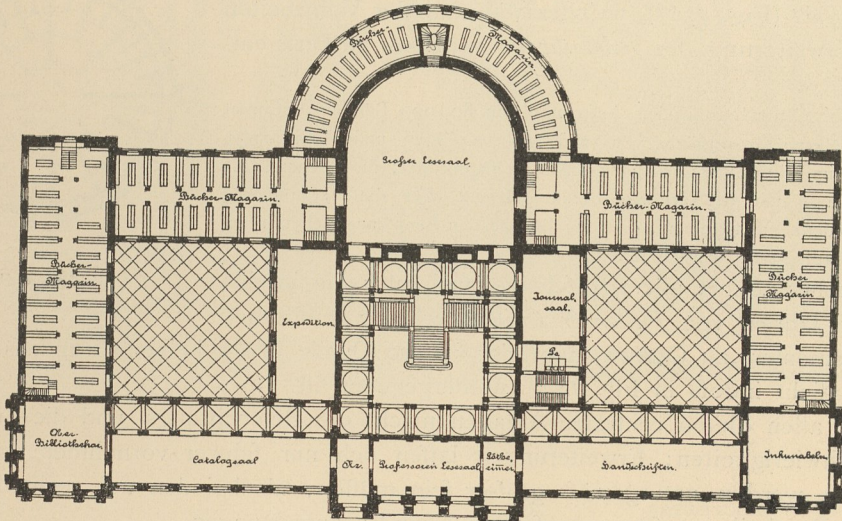 Bücher-
Magazin
Großer Lesesaal.
Bücher-Magazin.
Bücher-Magazin.
Bücher-
Magazin
Bücher
Magazin
Expedition
Journal,
saal.
Ober-
Bibliothekar.
Catalogsaal
Professoren Lesesaal
Handschriften.
Inkunabeln.